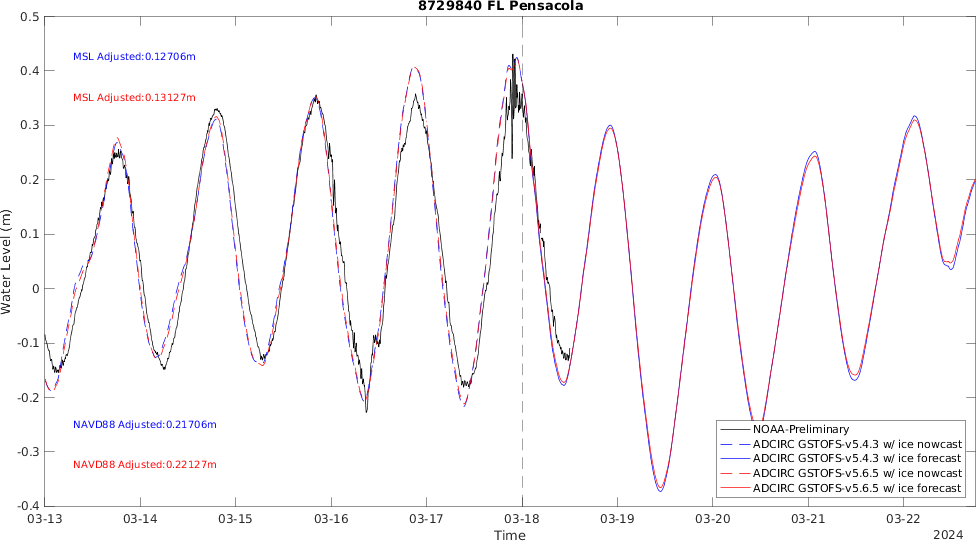 8729840 FL Pensacola
0.5
0.4
0.3
0.2
0.1
0
-0.1
-0.2
-0.3
-0.4
Water Level (m)
MSL Adjusted:0.12706m
MSL Adjusted:0.13127m
NAVD88 Adjusted:0.21706m
NAVD88 Adjusted:0.22127m
NOAA-Preliminary
ADCIRC GSTOFS-v5.4.3 w/ ice nowcast
ADCIRC GSTOFS-v5.4.3 w/ ice forecast
ADCIRC GSTOFS-v5.6.5 w/ ice nowcast
ADCIRC GSTOFS-v5.6.5 w/ ice forecast
03-13 03-14 03-15 03-16 03-17 03-18 03-19 03-20 03-21 03-22
Time
2024